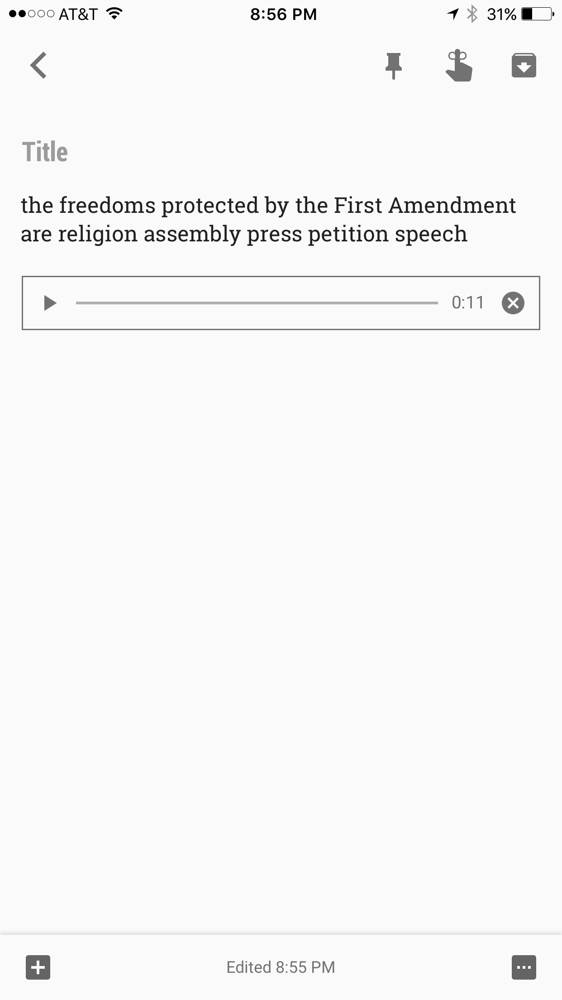 AT&T 8:56 PM 31%
Title
the freedoms protected by the First Amendment
are religion assembly press petition speech
0:11
Edited 8:55 PM